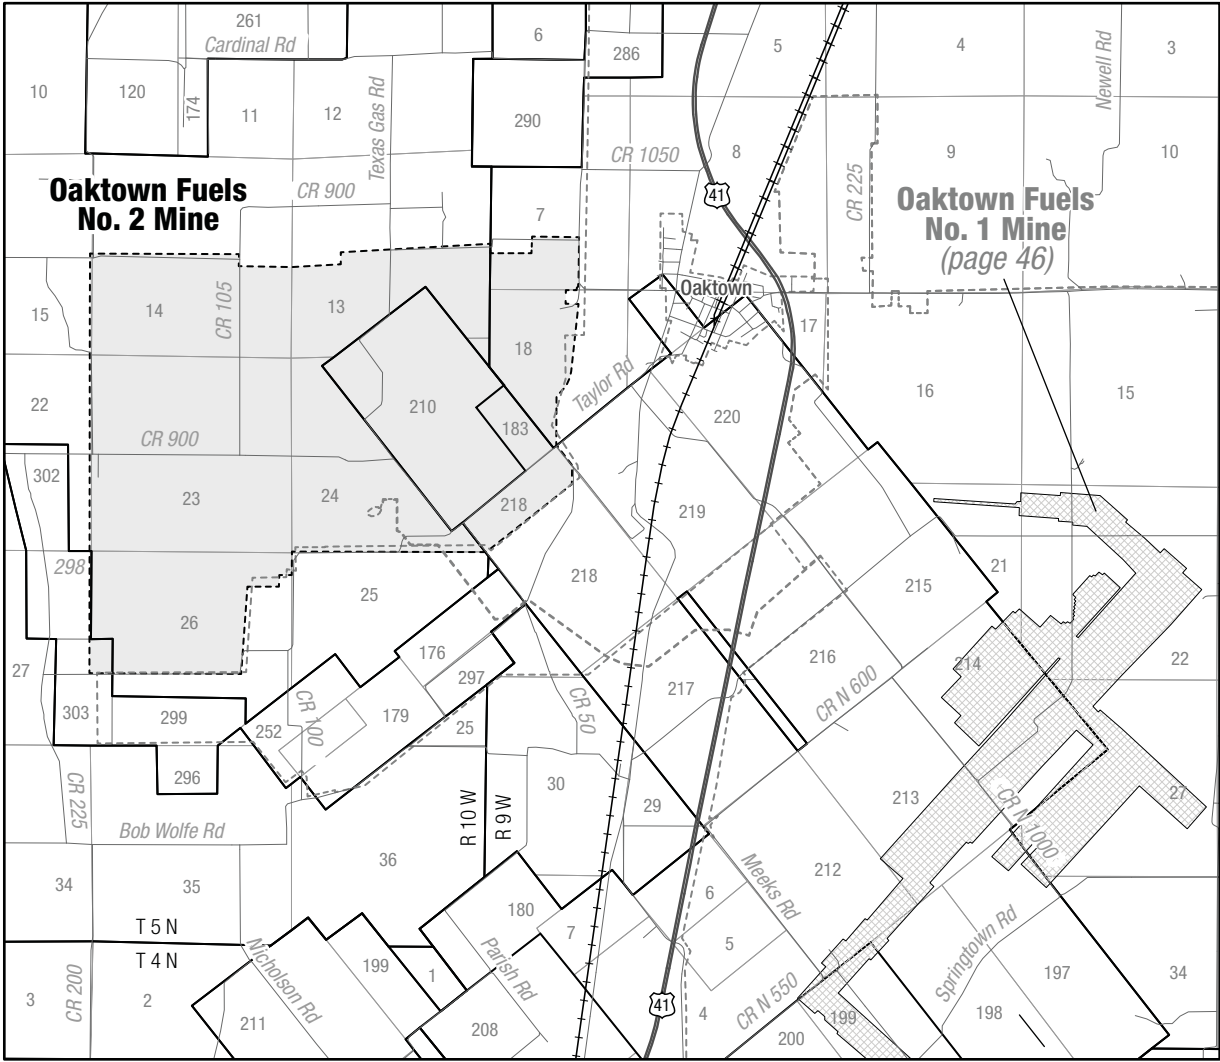 261
6
286
5
4
3
Cardinal Rd
Newell Rd
10
120
174
11
12
Texas Gas Rd
290
CR 1050
8
CR 225
9
10
Oaktown Fuels
No. 2 Mine
CR 900
7
41
Oaktown Fuels
No. 1 Mine
(page 46)
15
14
CR 105
13
18
Oaktown
17
16
15
22
CR 900
210
183
Taylor Rd
220
302
23
24
218
219
298
25
218
21
215
26
27
176
297
CR 50
217
216
CR N 600
214
22
303
299
252
CR 100
179
25
296
CR 225
Bob Wolfe Rd
R 10 W
R 9 W
30
29
213
CR N 1000
27
34
35
36
Meeks Rd
212
6
T 5 N
T 4 N
180
7
5
3
CR 200
2
Nicholson Rd
199
1
Parish Rd
Springtown Rd
197
34
211
208
41
4
CR N 550
200
199
198